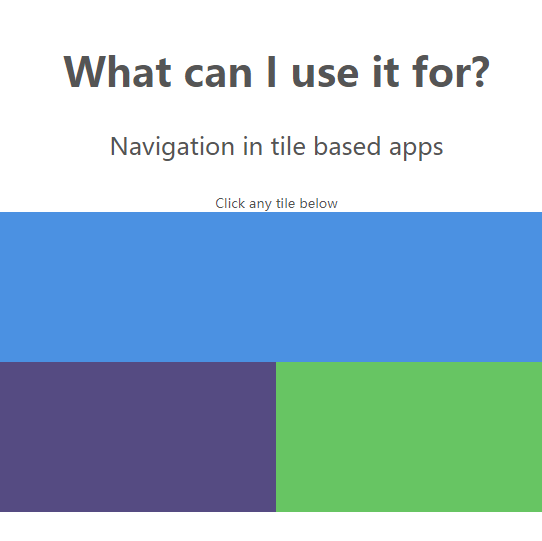 What can I use it for?
Navigation in tile based apps
Click any tile below